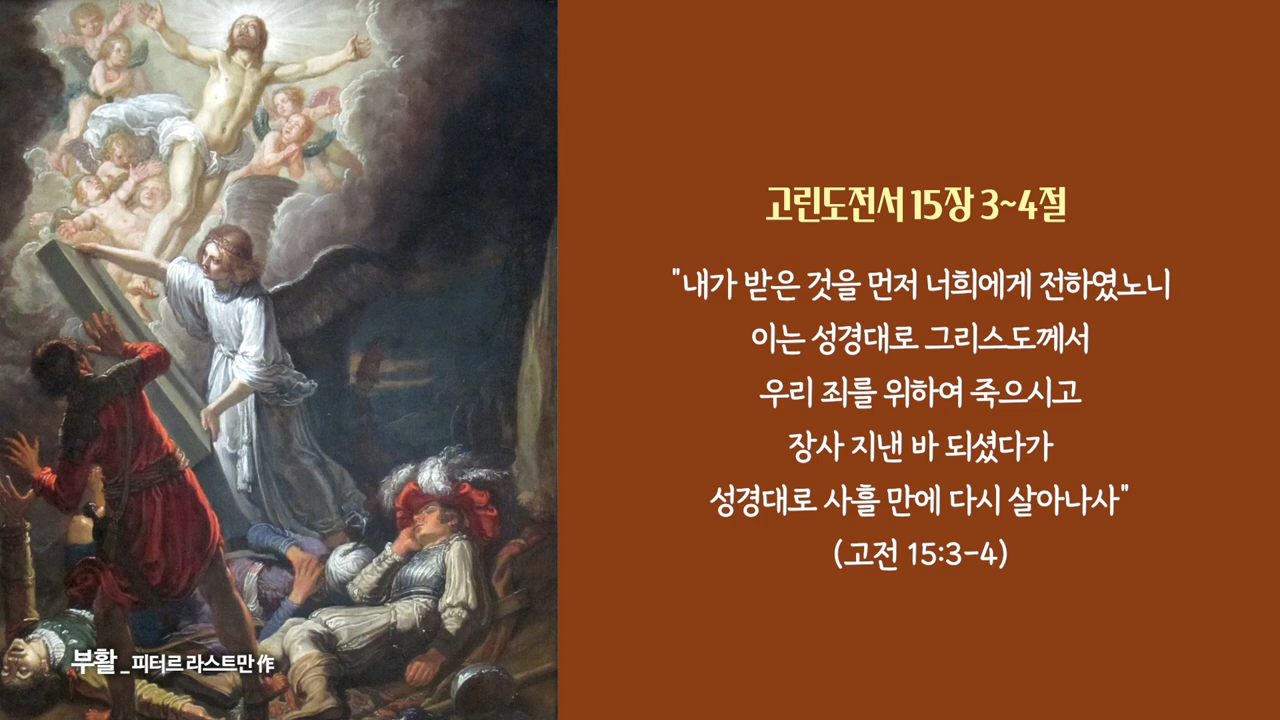 고린도전서 15장 3~4절
"내가 받은 것을 먼저 너희에게 전하였노니
이는 성경대로 그리스도께서
우리 죄를 위하여 죽으시고
장사 지낸 바 되셨다가
성경대로 사흘 만에 다시 살아나사"
(고전 15:3-4)
부활 _ 피터르 라스트만 作